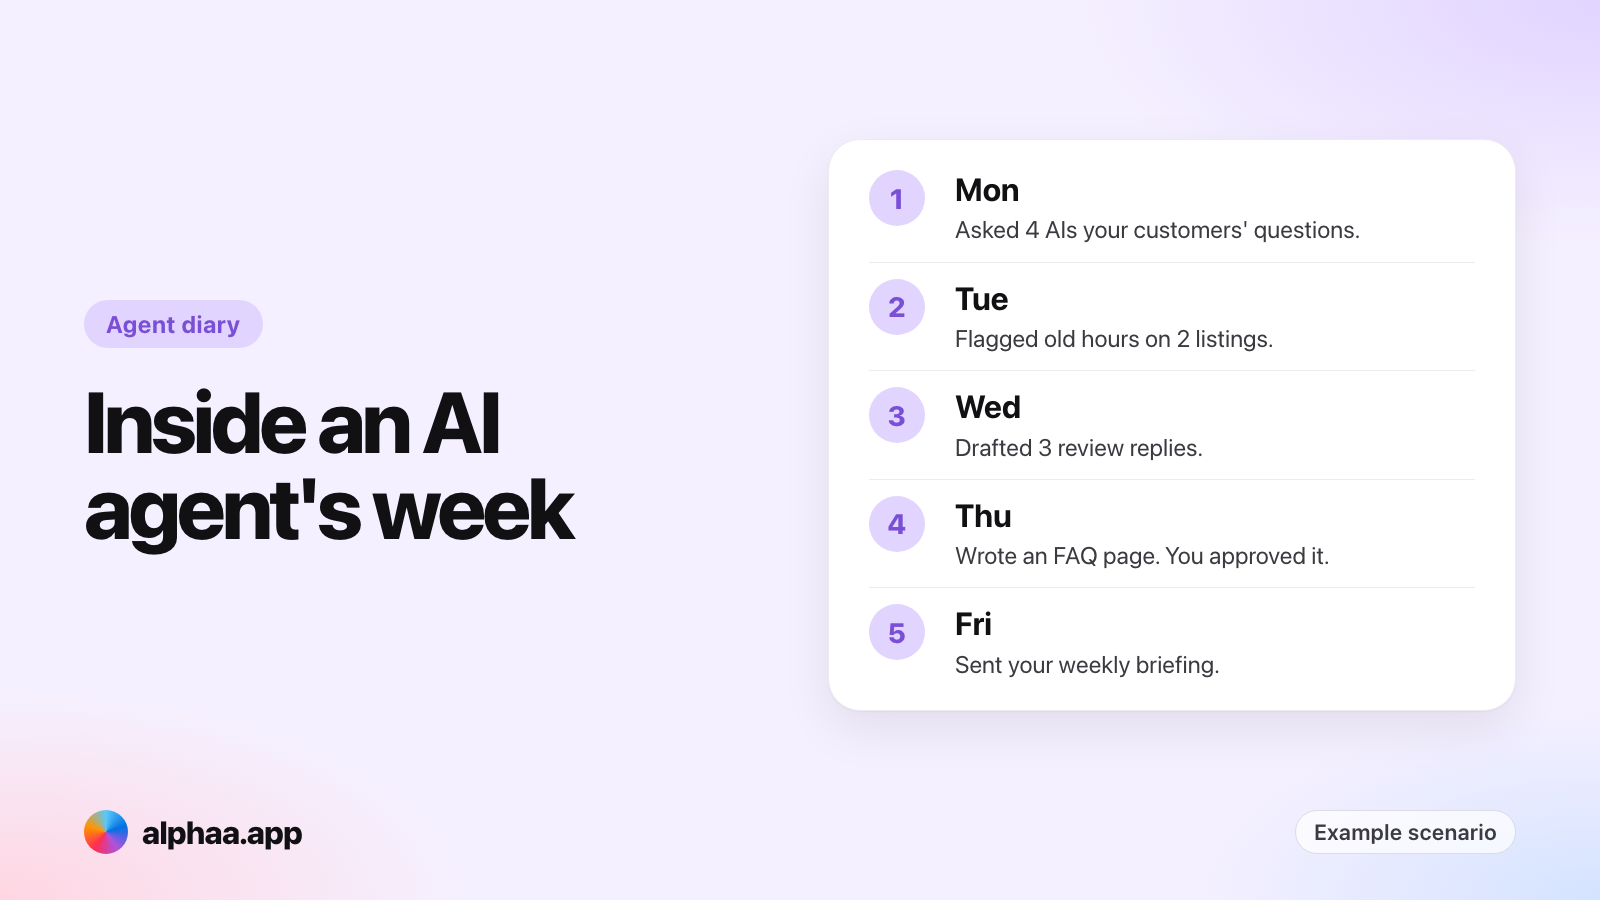 Agent diary
Inside an AI
agent's week
1
Mon
Asked 4 AIs your customers' questions.
2
Tue
Flagged old hours on 2 listings.
3
Wed
Drafted 3 review replies.
4
Thu
Wrote an FAQ page. You approved it.
5
Fri
Sent your weekly briefing.
alphaa.app
Example scenario